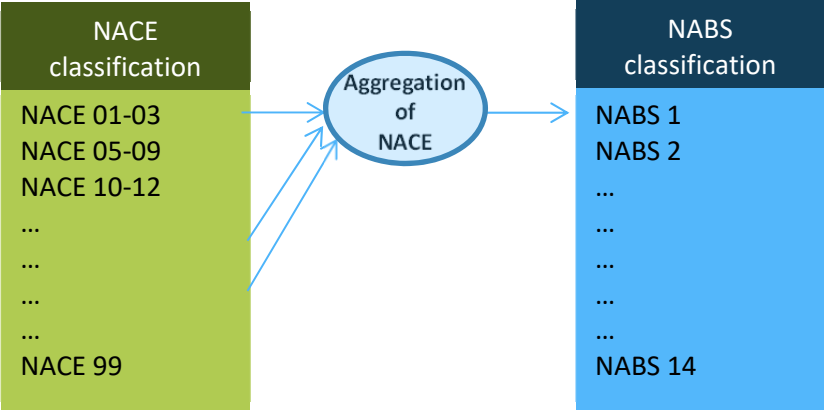 NACE
classification
NACE 01-03
NACE 05-09
NACE 10-12
...
...
...
...
NACE 99
Aggregation
of
NACE
NABS
classification
NABS 1
NABS 2
...
...
...
...
...
NABS 14